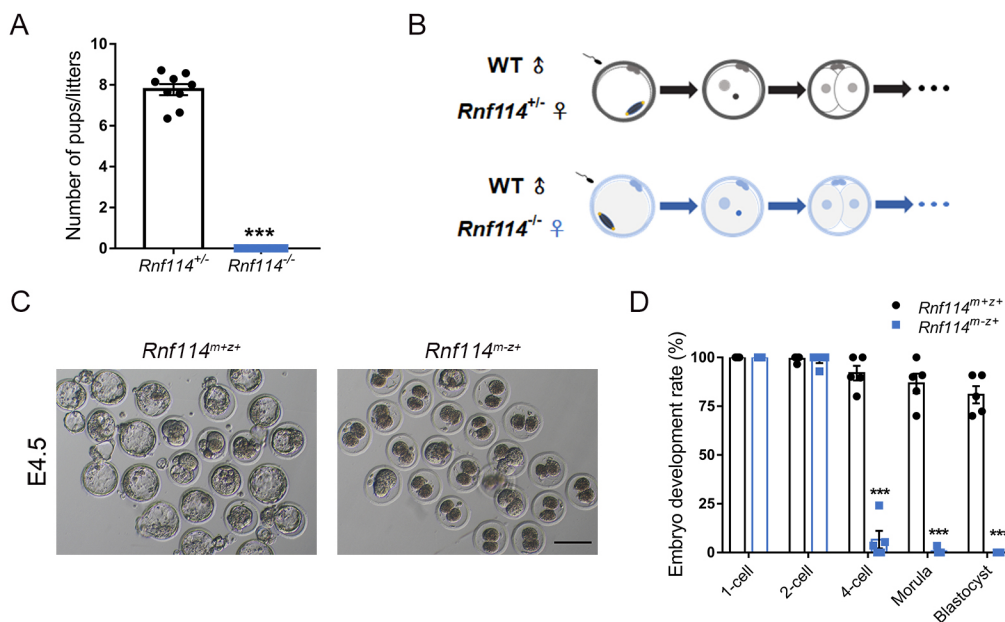 A
Number of pups/litters
10
8
6
4
2
0
***
Rnf114+/-
Rnf114-/-
B
WT ♂
Rnf114+/- ♀
WT ♂
Rnf114-/- ♀
C
Rnf114m+z+
Rnf114m-z+
E4.5
D
Rnf114m+z+
Rnf114m-z+
Embryo development rate (%)
100
75
50
25
0
***
***
***
1-cell
2-cell
4-cell
Morula
Blastocyst